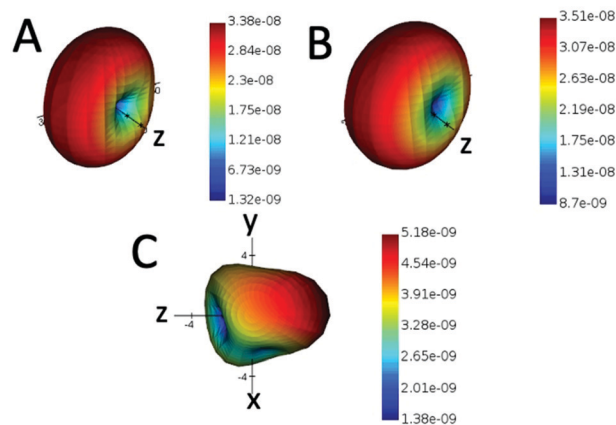 A
3.38e-08
2.84e-08
2.3e-08
1.75e-08
1.21e-08
6.73e-09
1.32e-09
Z
B
3.51e-08
3.07e-08
2.63e-08
2.19e-08
1.75e-08
1.31e-08
8.7e-09
Z
C
y
4
Z
-4
-4
x
5.18e-09
4.54e-09
3.91e-09
3.28e-09
2.65e-09
2.01e-09
1.38e-09